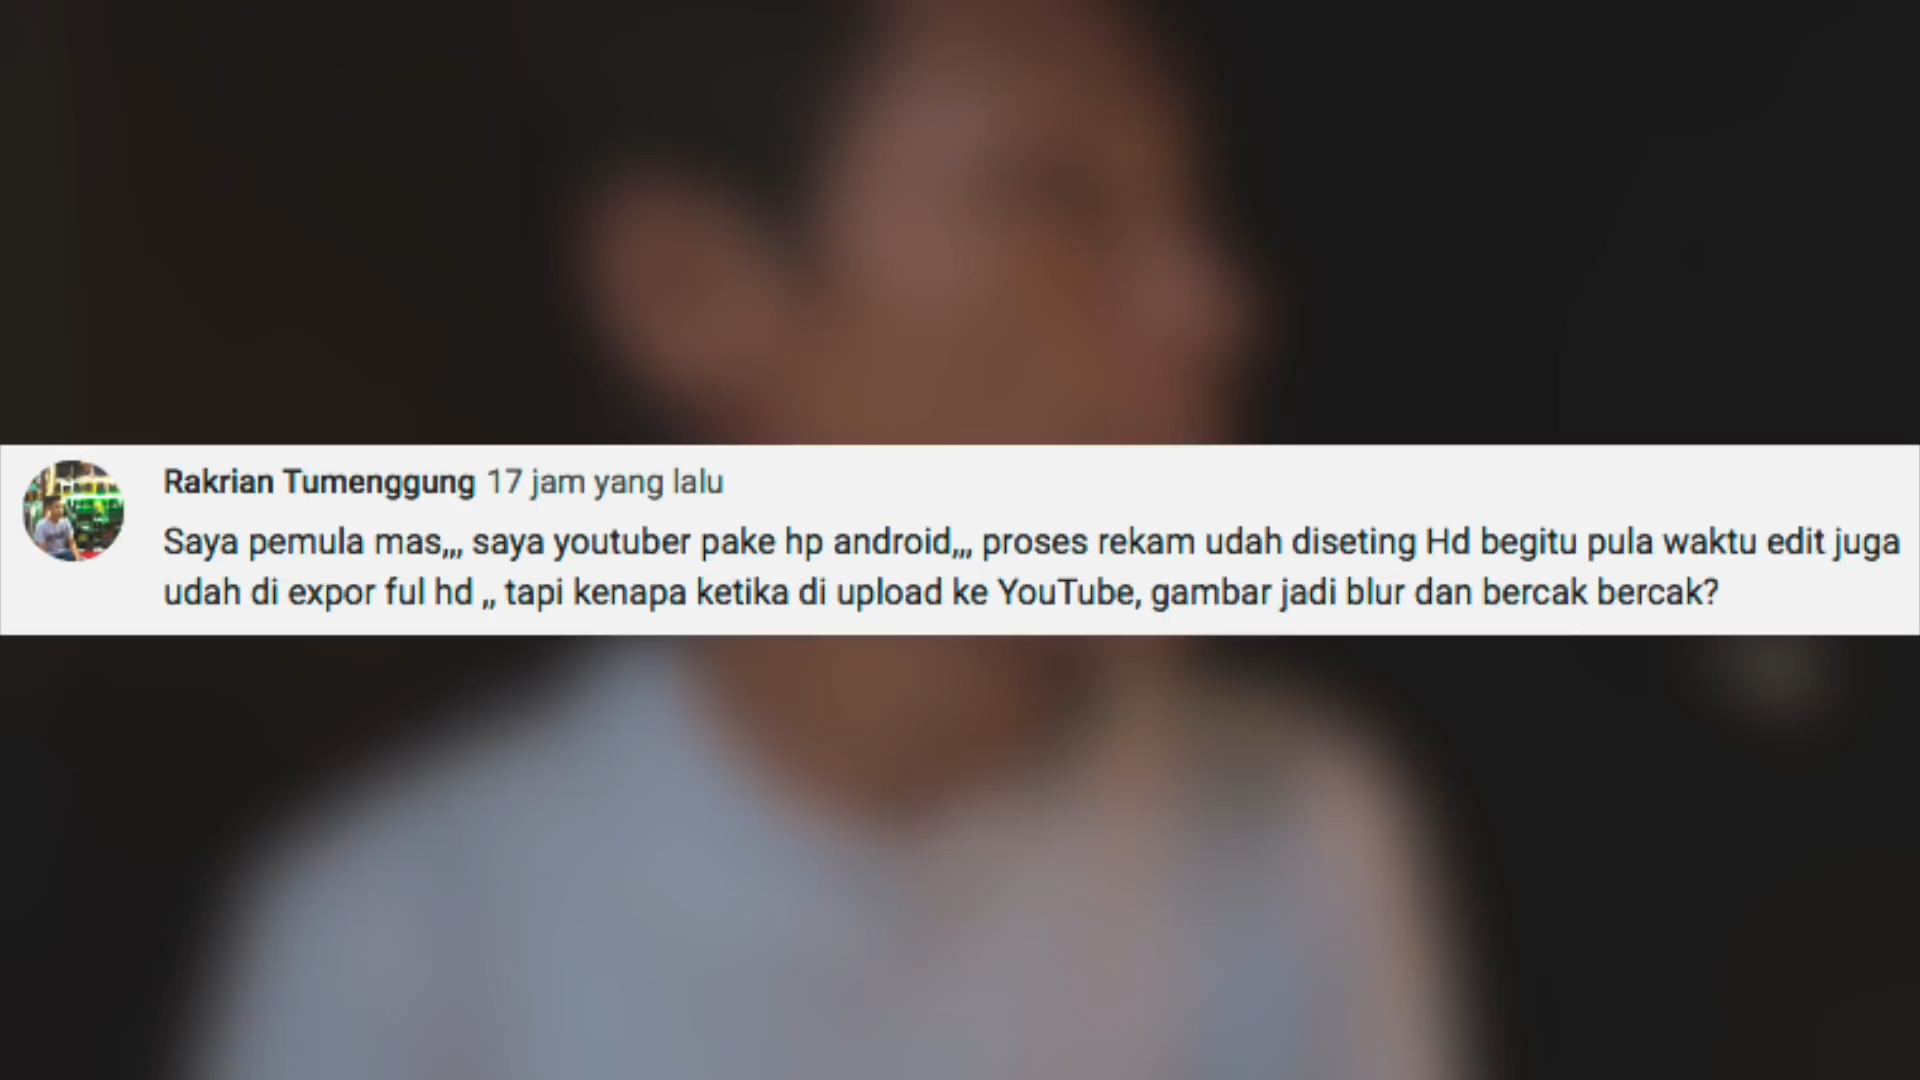 Rakrian Tumenggung 17 jam yang lalu
Saya pemula mas,,, saya youtuber pake hp android,,, proses rekam udah diseting Hd begitu pula waktu edit juga
udah di expor ful hd ,, tapi kenapa ketika di upload ke YouTube, gambar jadi blur dan bercak bercak?